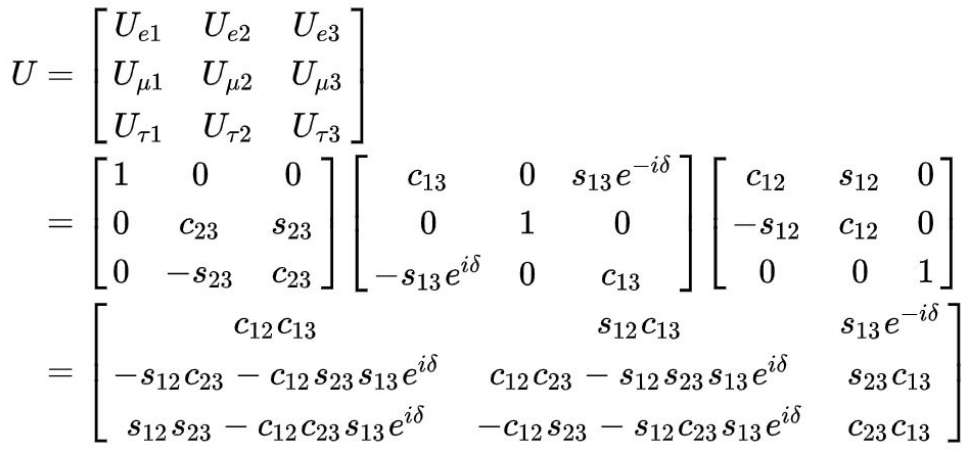 U = [ U_{e1} U_{e2} U_{e3} ; U_{μ1} U_{μ2} U_{μ3} ; U_{τ1} U_{τ2} U_{τ3} ]
= [ 1 0 0 ; 0 c_{23} s_{23} ; 0 −s_{23} c_{23} ] [ c_{13} 0 s_{13}e^{−iδ} ; 0 1 0 ; −s_{13}e^{iδ} 0 c_{13} ] [ c_{12} s_{12} 0 ; −s_{12} c_{12} 0 ; 0 0 1 ]
= [ c_{12}c_{13} s_{12}c_{13} s_{13}e^{−iδ} ; −s_{12}c_{23} − c_{12}s_{23}s_{13}e^{iδ} c_{12}c_{23} − s_{12}s_{23}s_{13}e^{iδ} s_{23}c_{13} ; s_{12}s_{23} − c_{12}c_{23}s_{13}e^{iδ} −c_{12}s_{23} − s_{12}c_{23}s_{13}e^{iδ} c_{23}c_{13} ]